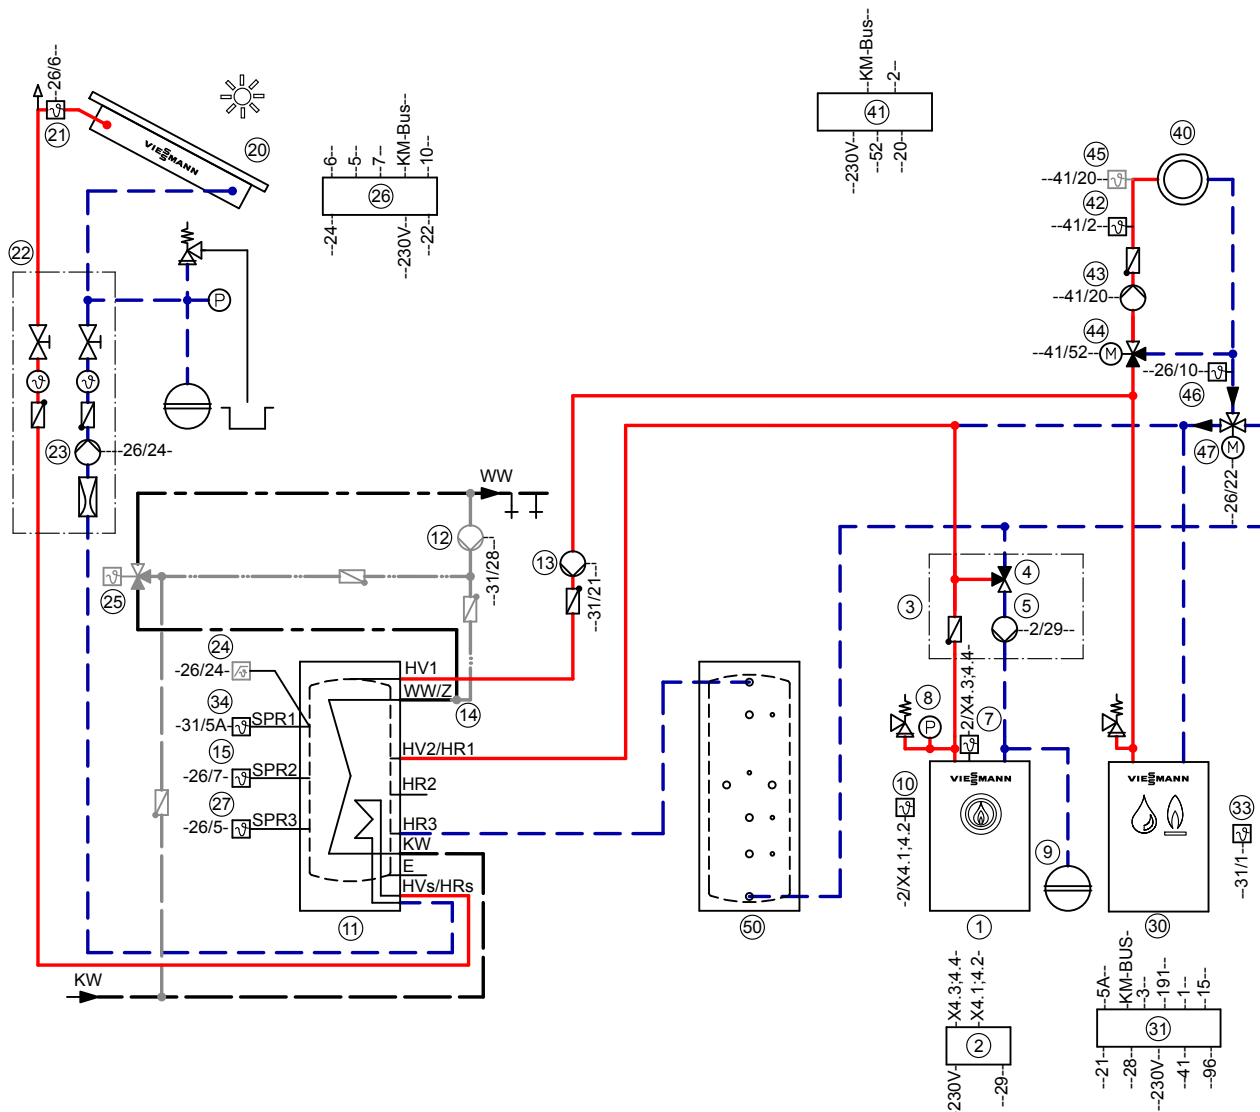 --26/6--
21
VIESSMANN
20
6--
5--
7--
KM-Bus--
10--
26
--24--
--230V--
--22--
KM-Bus--
2--
41
--230V--
--52--
--20--
40
45
--41/20--
42
--41/2--
43
--41/20--
44
--41/52--
M
--26/10--
46
47
M
--26/22--
22
P
23
---26/24-
WW
12
--31/28--
13
--31/21--
25
24
-26/24-
34
-31/5A-
SPR1
15
-26/7-
SPR2
27
-26/5-
SPR3
HV1
WW/Z
14
HV2/HR1
HR2
HR3
KW
E
HVs/HRs
11
KW
50
3
4
5
--2/29--
8
P
7
2/X4.3;4.4-
10
-2/X4.1;4.2-
VIESSMANN
9
1
VIESSMANN
30
33
--31/1--
X4.3;4.4-
X4.1;4.2-
2
230V-
--29--
5A--
KM-BUS-
3--
191--
1--
15--
31
--21--
--28--
--230V--
--41--
--96--